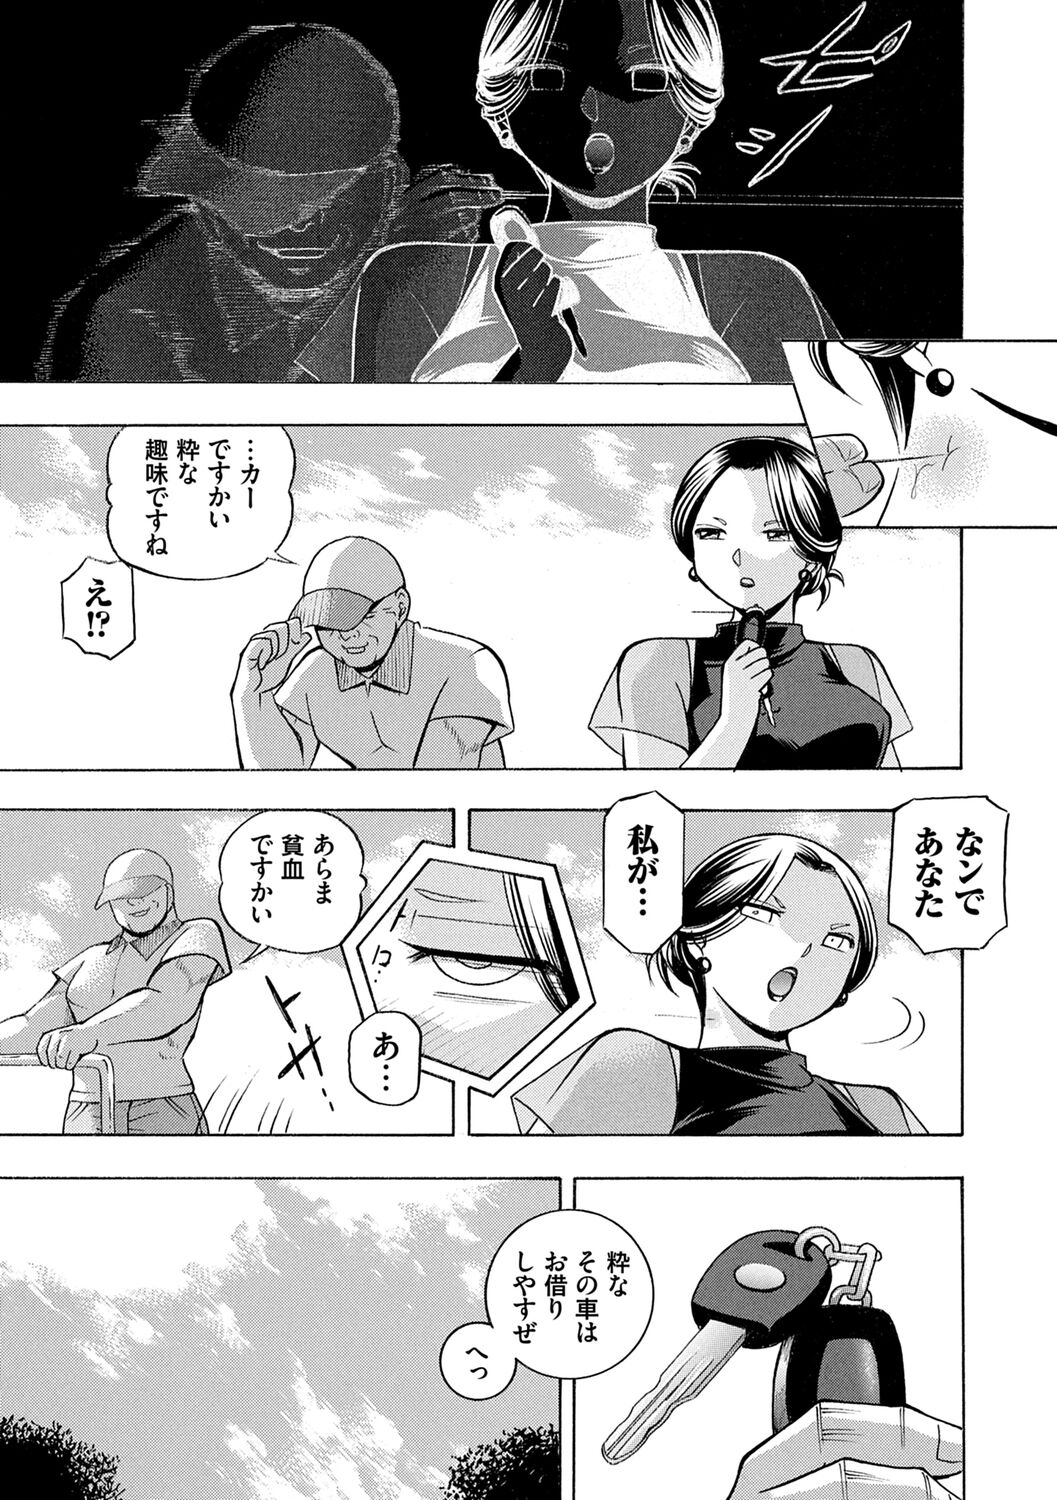 …カー
ですかい
粋な
趣味ですね
え!?
なンで
あなた
私が…
あ…
あらま
貧血
ですかい
粋な
その車は
お借り
しやすぜ
へっ